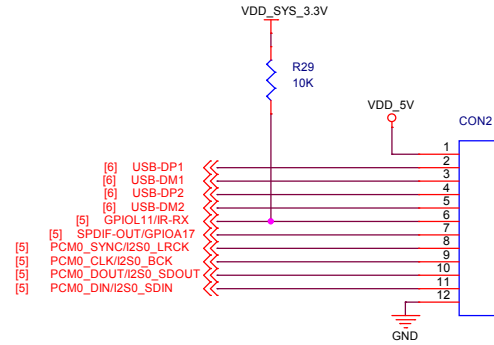 VDD_SYS_3.3V
R29
10K
VDD_5V
CON2
1
[6] USB-DP1 2
[6] USB-DM1 3
[6] USB-DP2 4
[6] USB-DM2 5
[5] GPIOL11/IR-RX 6
[5] SPDIF-OUT/GPIOA17 7
[5] PCM0_SYNC/I2S0_LRCK 8
[5] PCM0_CLK/I2S0_BCK 9
[5] PCM0_DOUT/I2S0_SDOUT 10
[5] PCM0_DIN/I2S0_SDIN 11
12
GND